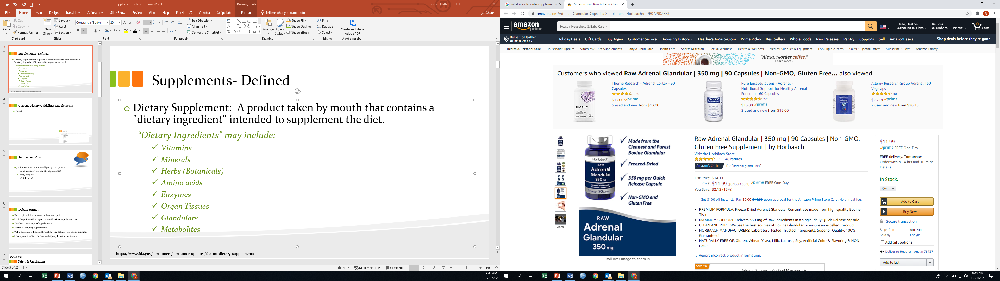 Supplement Debate - PowerPoint
Drawing Tools
Leidy, Heather
File Home Insert Design Transitions Animations Slide Show Review View Help EndNote X9 Acrobat Script Lab Format Tell me what you want to do Share
Paste
Cut
Copy
Format Painter
Clipboard
New Slide
Layout
Reset
Section
Slides
Constantia (Body) 20
Font
Paragraph
Text Direction
Align Text
Convert to SmartArt
Arrange
Quick Styles
Shape Fill
Shape Outline
Shape Effects
Drawing
Find
Replace
Select
Editing
Create and Share Adobe PDF
Adobe Acrobat
3
Supplements- Defined
Dietary Supplement: A product taken by mouth that contains a
"dietary ingredient" intended to supplement the diet.
"Dietary Ingredients" may include:
Vitamins
Minerals
Herbs (Botanicals)
Amino acids
Enzymes
Organ Tissues
Glandulars
Metabolites
4
Current Dietary Guidelines Supplements
Healthy
5
Supplement Chat
3 minute discussion in small group chat groups:
Do you support the use of supplements?
Why/Why not?
Which ones?
6
Debate Format
Each topic will have a point and counter-point
½ of the points will support & ½ will refute supplement use
Heather: In-support of supplements
Michele: Refuting supplements
'Ask a question' will occur throughout the debate - feel to ask questions!
Check your biases at the door and openly listen to both sides
7
Point #1:
Safety & Regulations
Supplements- Defined
Dietary Supplement: A product taken by mouth that contains a
"dietary ingredient" intended to supplement the diet.
“Dietary Ingredients" may include:
Vitamins
Minerals
Herbs (Botanicals)
Amino acids
Enzymes
Organ Tissues
Glandulars
Metabolites
https://www.fda.gov/consumers/consumer-updates/fda-101-dietary-supplements
Slide 3 of 26
Notes Display Settings Comments 114%
9:43 AM
10/21/2020
what is a glandular supplement
Amazon.com: Raw Adrenal Glanc
amazon.com/Adrenal-Glandular-Capsules-Supplement-Horbaach/dp/B07Z9KZ6X3
amazon prime
Health, Household & Baby Care
Hello, Heather
Account & Lists
Returns
& Orders
Prime
0
Cart
Deliver to Heather
Austin 78737
Holiday Deals Gift Cards Buy Again Customer Service Browsing History Heather's Amazon.com Prime Video Best Sellers Whole Foods New Releases Pantry Coupons Sell AmazonBasics
Shop deals before they're gone
Health & Personal Care Household Supplies Vitamins & Diet Supplements Baby & Child Care Health Care Sports Nutrition Sexual Wellness Health & Wellness Medical Supplies & Equipment FSA Eligible Items Sales & Special Offers Subscribe & Save Amazon Pantry
“Alexa, reorder coffee.”
Learn more
Customers who viewed Raw Adrenal Glandular | 350 mg | 90 Capsules | Non-GMO, Gluten Free... also viewed
THORNE
Adrenal Cortex
Thorne Research - Adrenal Cortex - 60
Capsules
625
$13.00 prime
5 used and new from $13.00
pure
Adrenal
Pure Encapsulations - Adrenal -
Nutritional Support for Healthy Adrenal
Function - 60 Capsules
223
$16.00 prime
2 used and new from $16.00
Adrenal
Allergy Research Group Adrenal 150
Vegicaps
40
$26.18 prime
2 used and new from $26.18
VIDEO
Horbäach
RAW
Adrenal
Glandular
350 mg
Freeze-Dried Adrenal
Glandular Concentrate
90 CAPSULES
Made from the
Cleanest and Purest
Bovine Glandular
Freezed-Dried
350 mg per Quick
Release Capsule
Non-GMO and
Gluten Free
RAW
Adrenal
Glandular
350 mg
Roll over image to zoom in
Raw Adrenal Glandular | 350 mg | 90 Capsules | Non-GMO,
Gluten Free Supplement | by Horbaach
Visit the Horbäach Store
48 ratings
Amazon's Choice for "adrenal glandulars"
List Price: $14.11
Price: $11.99 ($0.13 / Count) prime FREE One-Day
You Save: $2.12 (15%)
Get $100 off instantly: Pay $0.00 $11.99 upon approval for the Amazon Prime Store Card. No annual fee.
PREMIUM FORMULA: Freeze-Dried Adrenal Glandular Concentrate made from high-quality Bovine
Tissue
MAXIMUM SUPPORT: Delivers 350 mg of Raw Ingredients in a single, daily Quick-Release capsule
CLEAN AND PURE: We use the best sources of Bovine Glandular to ensure an excellent product!
HORBAACH MANUFACTURERS: Laboratory Tested, Trusted Ingredients, Superior Quality, 100%
Guaranteed!
NATURALLY FREE OF: Gluten, Wheat, Yeast, Milk, Lactose, Soy, Artificial Color & Flavoring & NON-
GMO
Report incorrect product information.
Save 5%
Adrenal Support - Cortisol Manager - A
$11.99
prime FREE One-Day
FREE delivery: Tomorrow
Order within 14 hrs and 16 mins
Details
In Stock.
Qty: 1
Add to Cart
Buy Now
Secure transaction
Ships from Amazon
Sold by Carlyle
Add gift options
Deliver to Heather - Austin 78737
Add to List
9:43 AM
10/21/2020